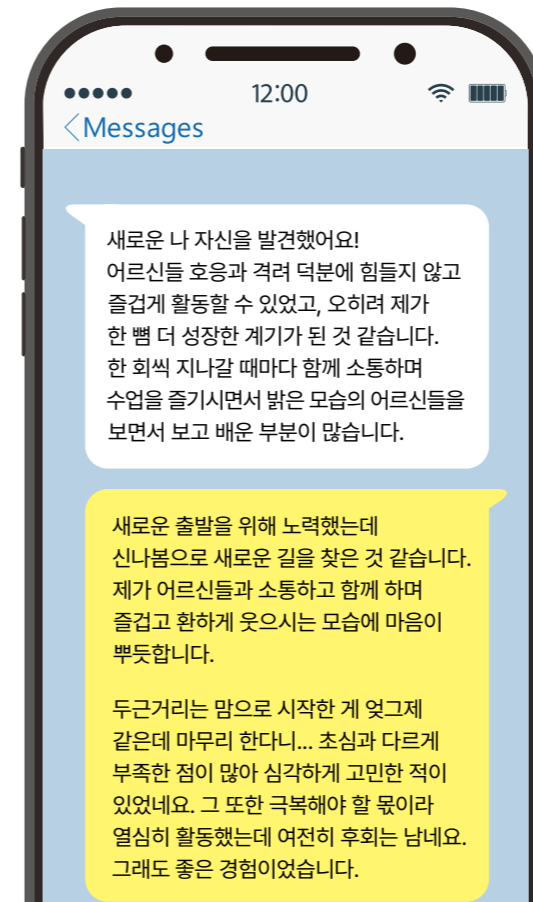 12:00
Messages
새로운 나 자신을 발견했어요!
어르신들 호응과 격려 덕분에 힘들지 않고
즐겁게 활동할 수 있었고, 오히려 제가
한 뼘 더 성장한 계기가 된 것 같습니다.
한 회씩 지나갈 때마다 함께 소통하며
수업을 즐기시면서 밝은 모습의 어르신들을
보면서 보고 배운 부분이 많습니다.
새로운 출발을 위해 노력했는데
신나봄으로 새로운 길을 찾은 것 같습니다.
제가 어르신들과 소통하고 함께 하며
즐겁고 환하게 웃으시는 모습에 마음이
뿌듯합니다.
두근거리는 맘으로 시작한 게 엊그제
같은데 마무리 한다니... 초심과 다르게
부족한 점이 많아 심각하게 고민한 적이
있었네요. 그 또한 극복해야 할 몫이라
열심히 활동했는데 여전히 후회는 남네요.
그래도 좋은 경험이었습니다.